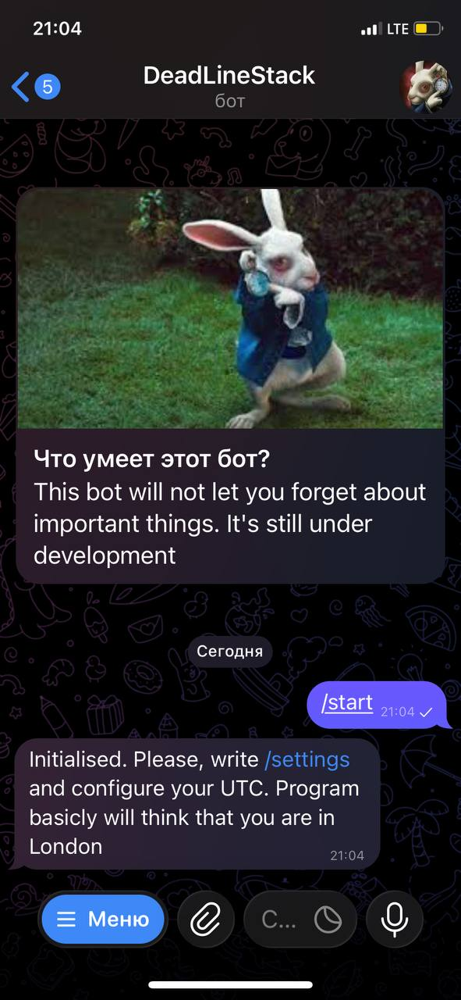 21:04
LTE
5
DeadLineStack
бот
Что умеет этот бот?
This bot will not let you forget about
important things. It's still under
development
Сегодня
/start 21:04
Initialised. Please, write /settings
and configure your UTC. Program
basicly will think that you are in
London
21:04
Меню
С...